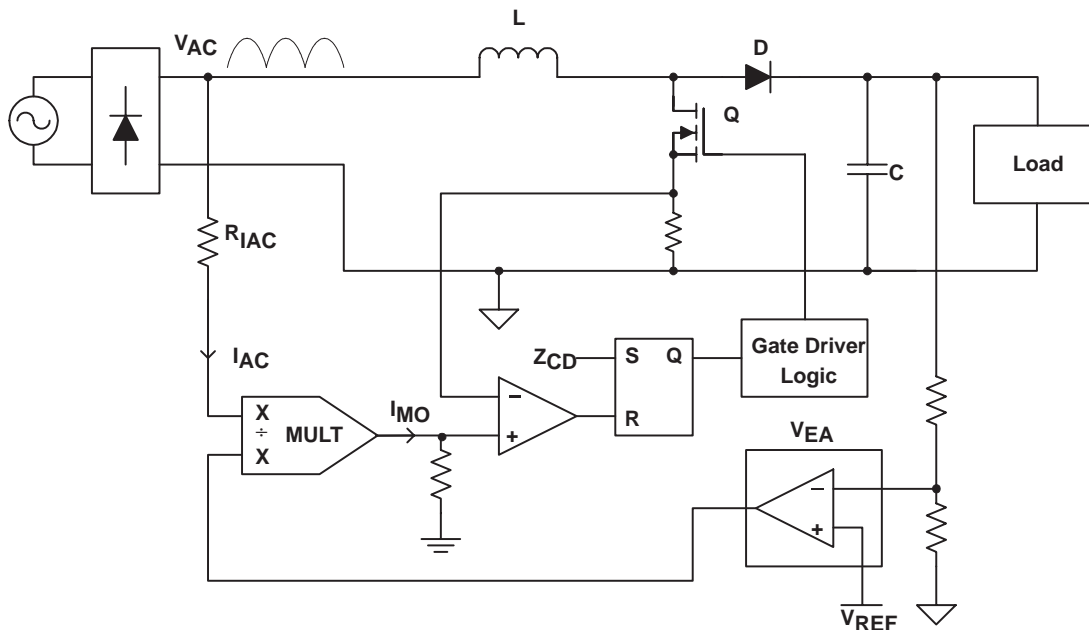 L
VAC
D
Q
C
Load
RIAC
IAC
ZCD
S Q
R
Gate Driver
Logic
X
÷
X
MULT
IMO
−
+
VEA
−
+
VREF